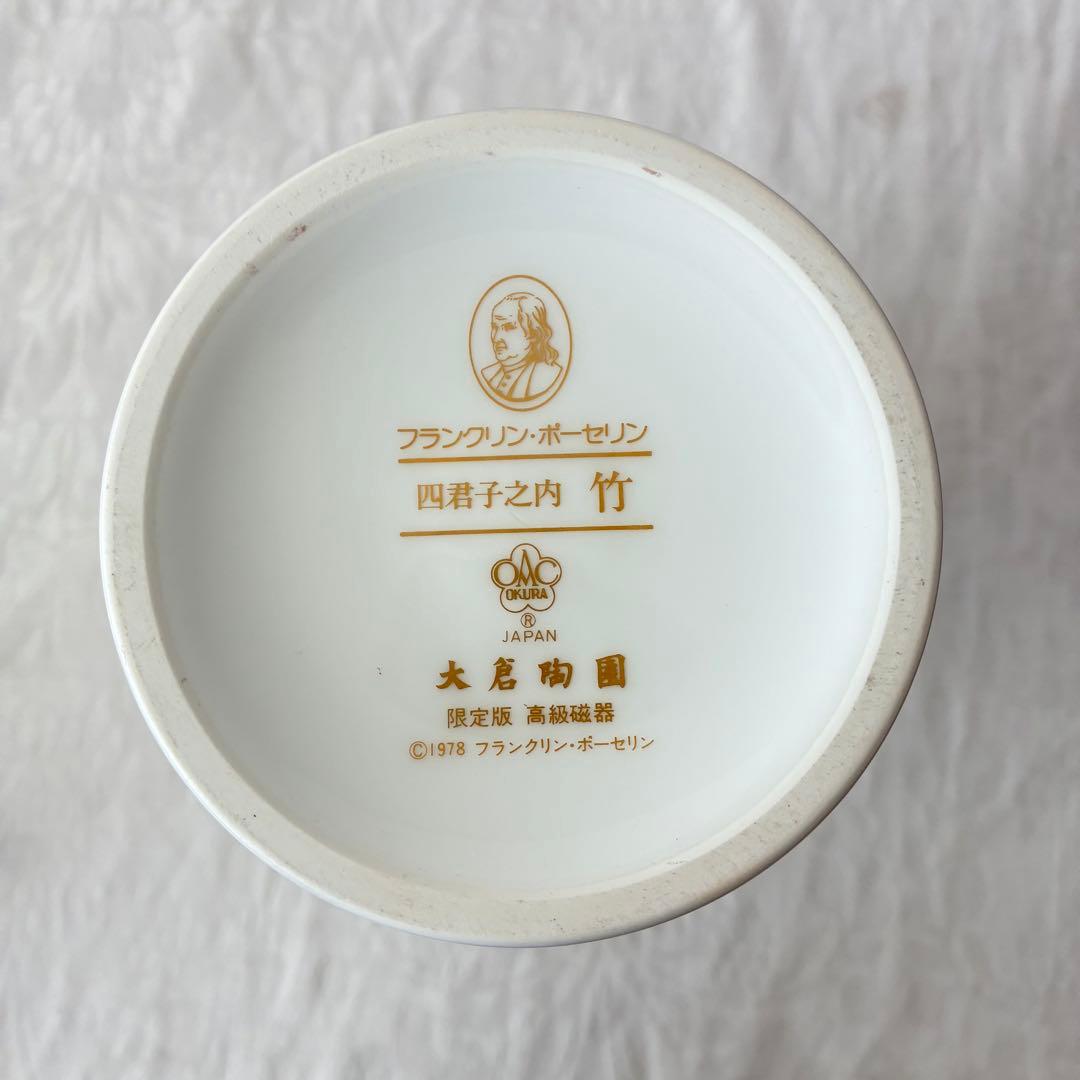 フランクリン・ポーセリン
四君子之内 竹
OAC
OKURA
®
JAPAN
大倉陶園
限定版 高級磁器
©1978 フランクリン・ポーセリン